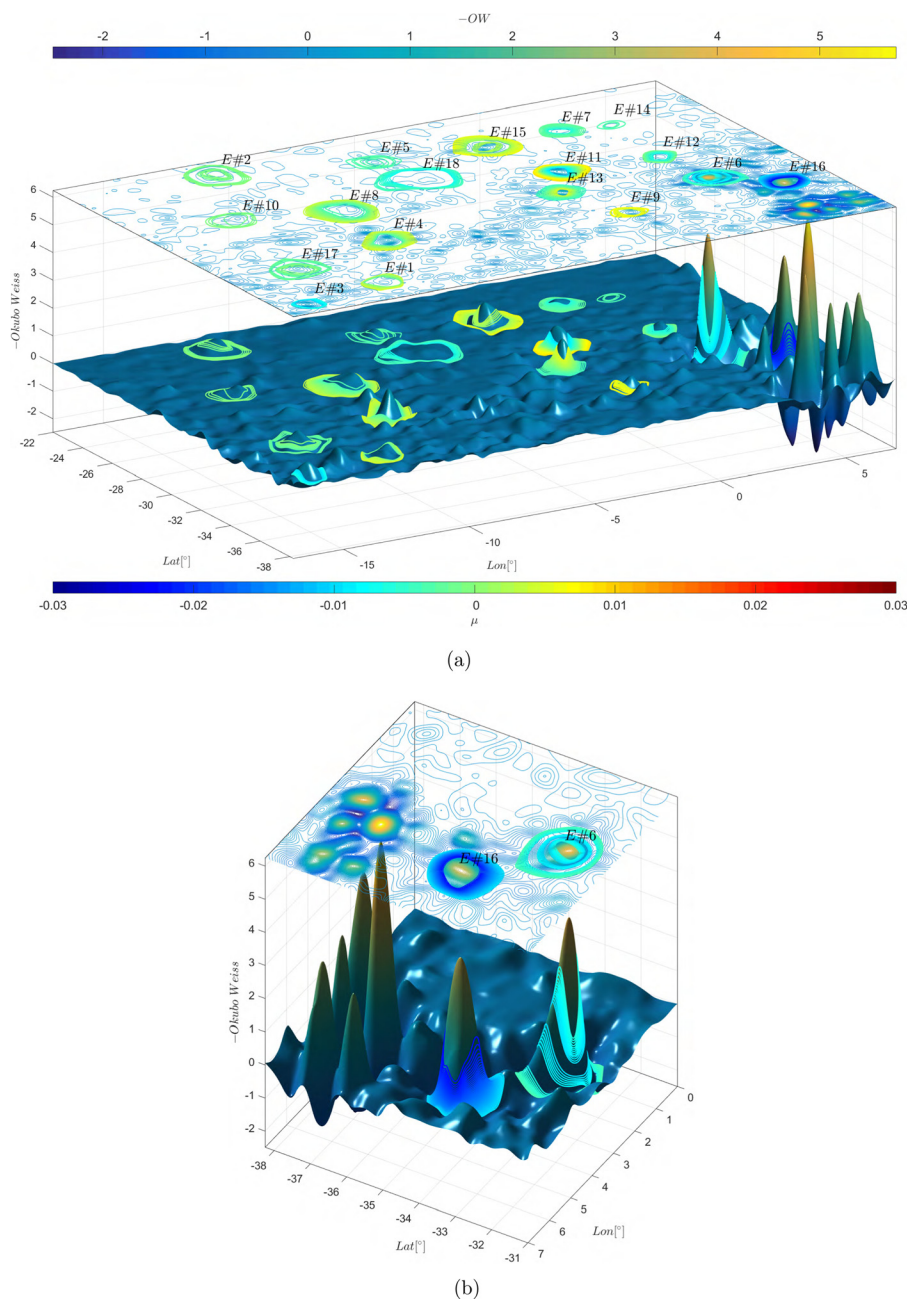 −OW
-2 -1 0 1 2 3 4 5
E#14
E#7
E#15
E#12
E#5
E#2
E#18
E#11
E#6
E#16
E#13
E#10
E#8
E#9
E#4
E#17
E#1
E#3
6
5
4
3
2
1
0
-1
-2
−Okubo Weiss
-22
-24
-26
-28
-30
-32
-34
-36
-38
Lat[°]
-15
-10
-5
0
5
Lon[°]
-0.03 -0.02 -0.01 0 0.01 0.02 0.03
μ
(a)
E#6
E#16
6
5
4
3
2
1
0
-1
-2
−Okubo Weiss
-38
-37
-36
-35
-34
-33
-32
-31
Lat[°]
0
1
2
3
4
5
6
7
Lon[°]
(b)